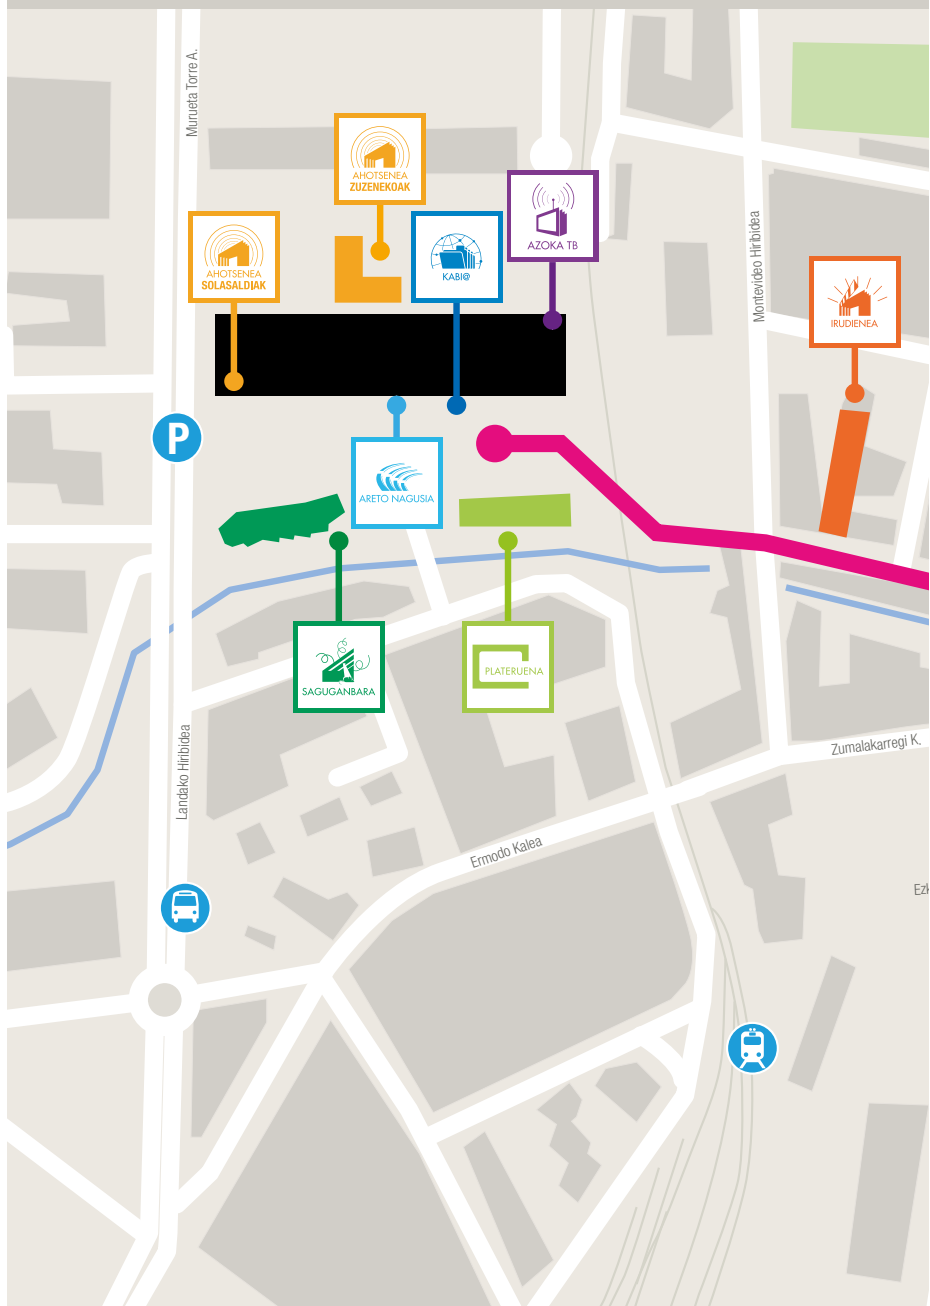 Murueta Torre A.
AHOTSENEA
ZUZENEKOAK
AHOTSENEA
SOLASALDIAK
KABI@
AZOKA TB
Montevideo Hiribidea
IRUDIENEA
P
ARETO NAGUSIA
SAGUGANBARA
PLATERUENA
Landako Hiribidea
Zumalakarregi K.
Ermodo Kalea
Ezk